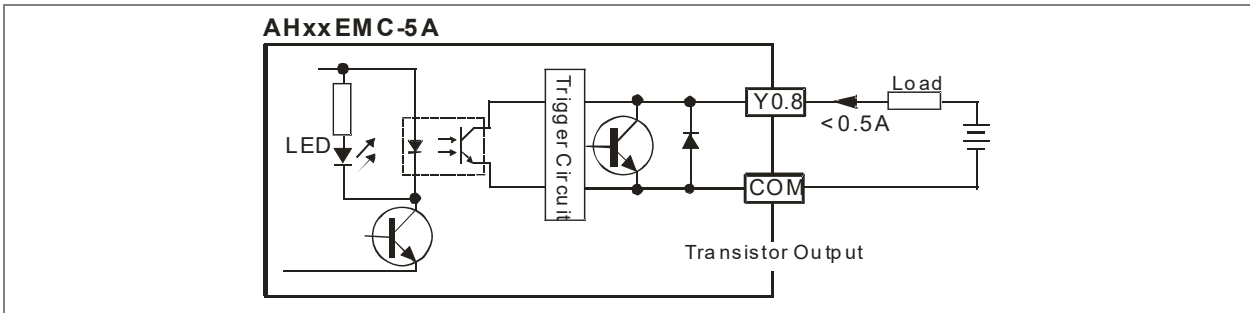 AHxxEMC-5A
LED
Trigger Circuit
Y0.8
Load
<0.5A
COM
Transistor Output